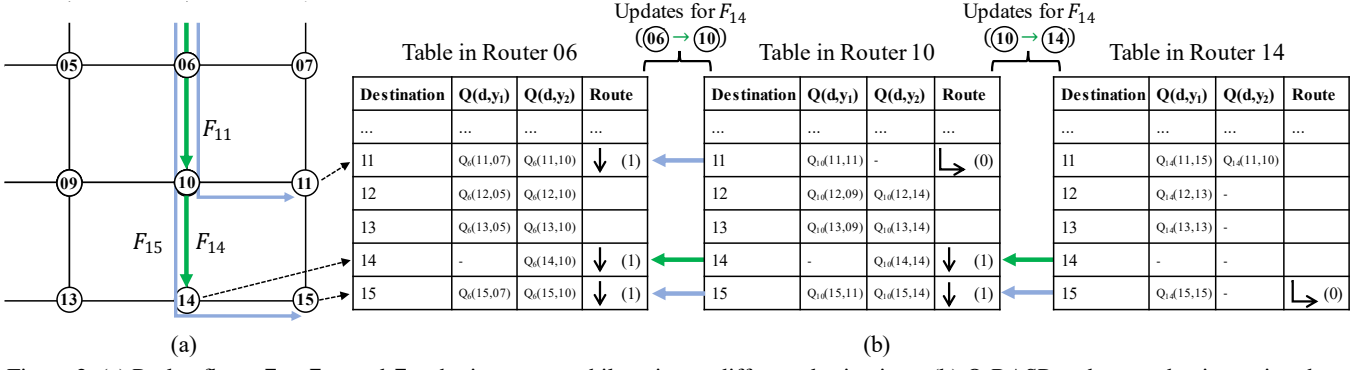 05
06
07
F₁₁
09
10
11
F₁₅
F₁₄
13
14
15
(a)
Updates for F₁₄
(06 → 10)
Updates for F₁₄
((10 → 14)
Table in Router 06
Destination Q(d,y₁) Q(d,y₂) Route
... ... ... ...
11 Q₆(11,07) Q₆(11,10) ↓ (1)
12 Q₆(12,05) Q₆(12,10)
13 Q₆(13,05) Q₆(13,10)
14 - Q₆(14,10) ↓ (1)
15 Q₆(15,07) Q₆(15,10) ↓ (1)
Table in Router 10
Destination Q(d,y₁) Q(d,y₂) Route
... ... ... ...
11 Q₁₀(11,11) - (0)
12 Q₁₀(12,09) Q₁₀(12,14)
13 Q₁₀(13,09) Q₁₀(13,14)
14 - Q₁₀(14,14) ↓ (1)
15 Q₁₀(15,11) Q₁₀(15,14) ↓ (1)
Table in Router 14
Destination Q(d,y₁) Q(d,y₂) Route
... ... ... ...
11 Q₁₄(11,15) Q₁₄(11,10)
12 Q₁₄(12,13) -
13 Q₁₄(13,13) -
14 - -
15 Q₁₄(15,15) - (0)
(b)